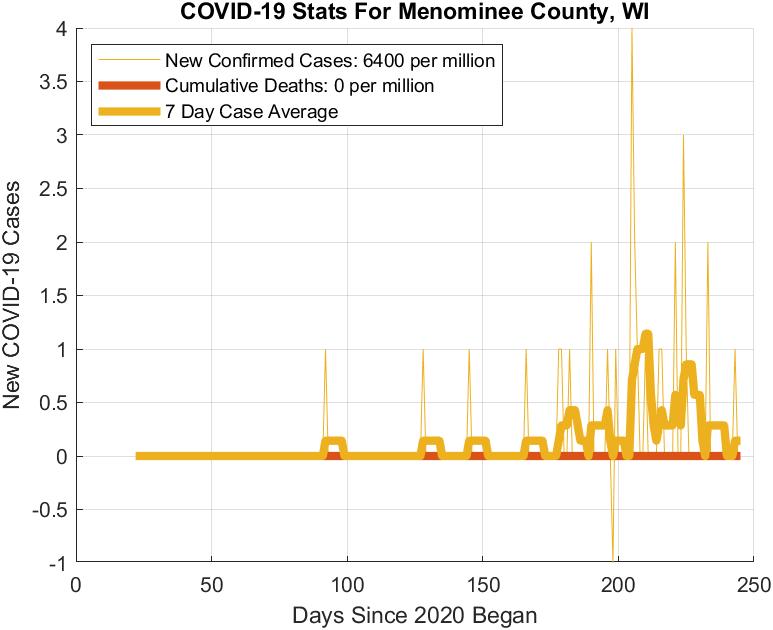 COVID-19 Stats For Menominee County, WI
New Confirmed Cases: 6400 per million
Cumulative Deaths: 0 per million
7 Day Case Average
4
3.5
3
2.5
2
1.5
1
0.5
0
-0.5
-1
New COVID-19 Cases
0 50 100 150 200 250
Days Since 2020 Began